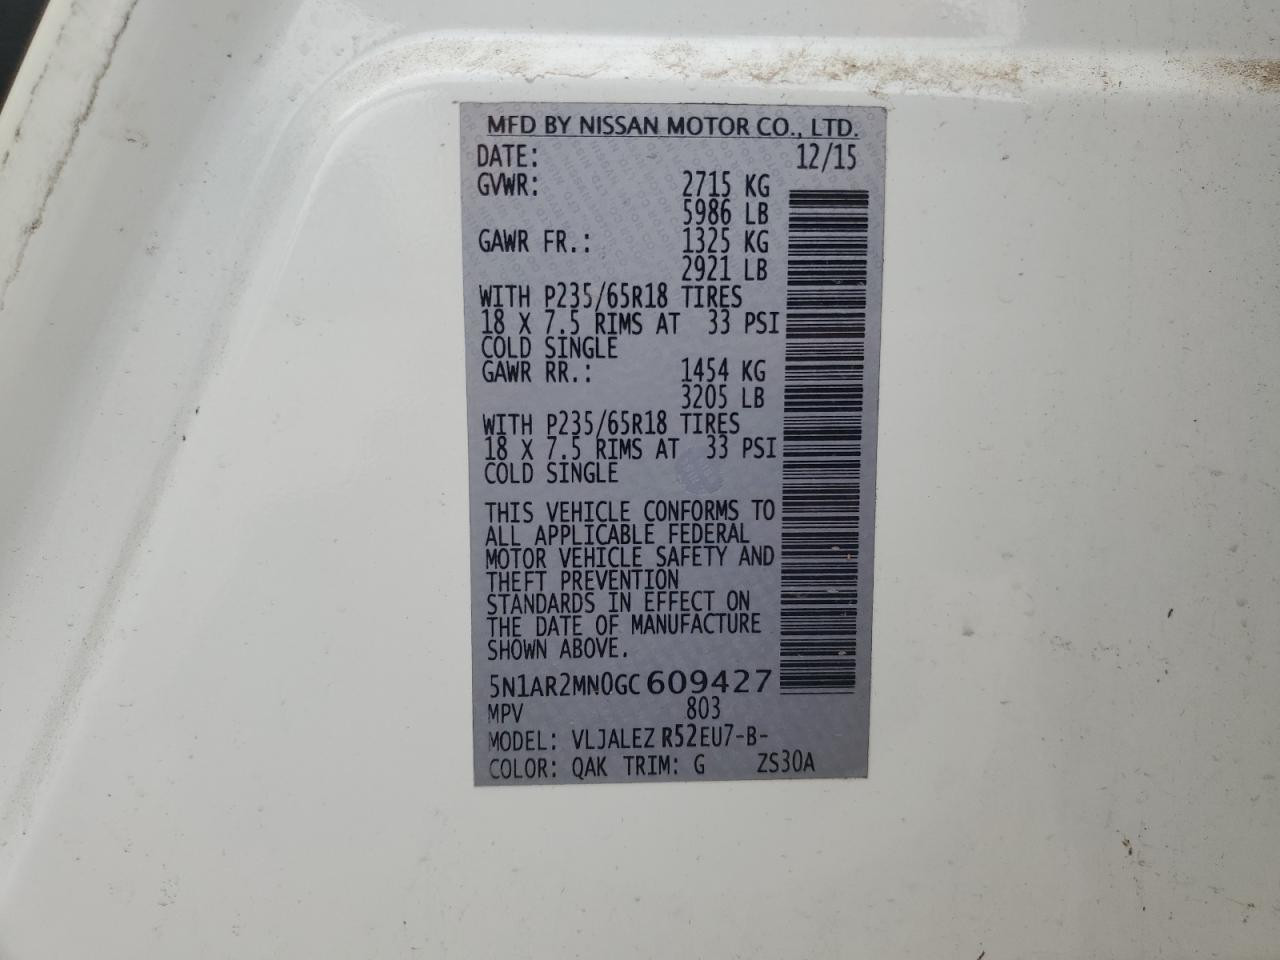 MFD BY NISSAN MOTOR CO., LTD.
DATE: 12/15
GVWR: 2715 KG
5986 LB
GAWR FR.: 1325 KG
2921 LB
WITH P235/65R18 TIRES
18 X 7.5 RIMS AT 33 PSI
COLD SINGLE
GAWR RR.: 1454 KG
3205 LB
WITH P235/65R18 TIRES
18 X 7.5 RIMS AT 33 PSI
COLD SINGLE
THIS VEHICLE CONFORMS TO
ALL APPLICABLE FEDERAL
MOTOR VEHICLE SAFETY AND
THEFT PREVENTION
STANDARDS IN EFFECT ON
THE DATE OF MANUFACTURE
SHOWN ABOVE.
5N1AR2MN0GC609427
MPV 803
MODEL: VLJALEZ R52EU7-B-
COLOR: QAK TRIM: G ZS30A